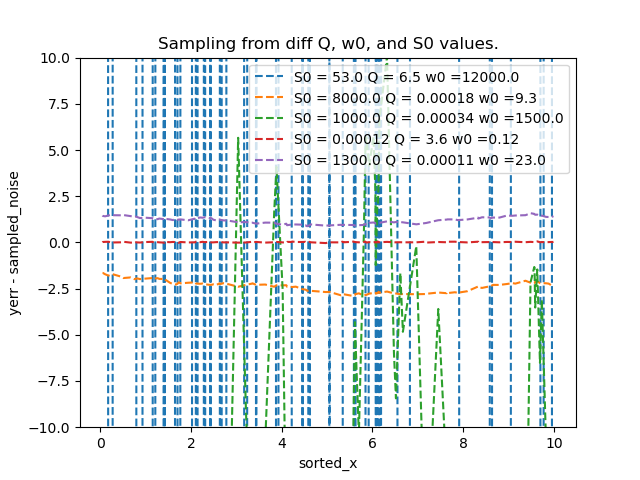 Sampling from diff Q, w0, and S0 values.
S0 = 53.0 Q = 6.5 w0 =12000.0
S0 = 8000.0 Q = 0.00018 w0 =9.3
S0 = 1000.0 Q = 0.00034 w0 =1500.0
S0 = 0.00012 Q = 3.6 w0 =0.12
S0 = 1300.0 Q = 0.00011 w0 =23.0
yerr - sampled_noise
10.0
7.5
5.0
2.5
0.0
−2.5
−5.0
−7.5
−10.0
0 2 4 6 8 10
sorted_x